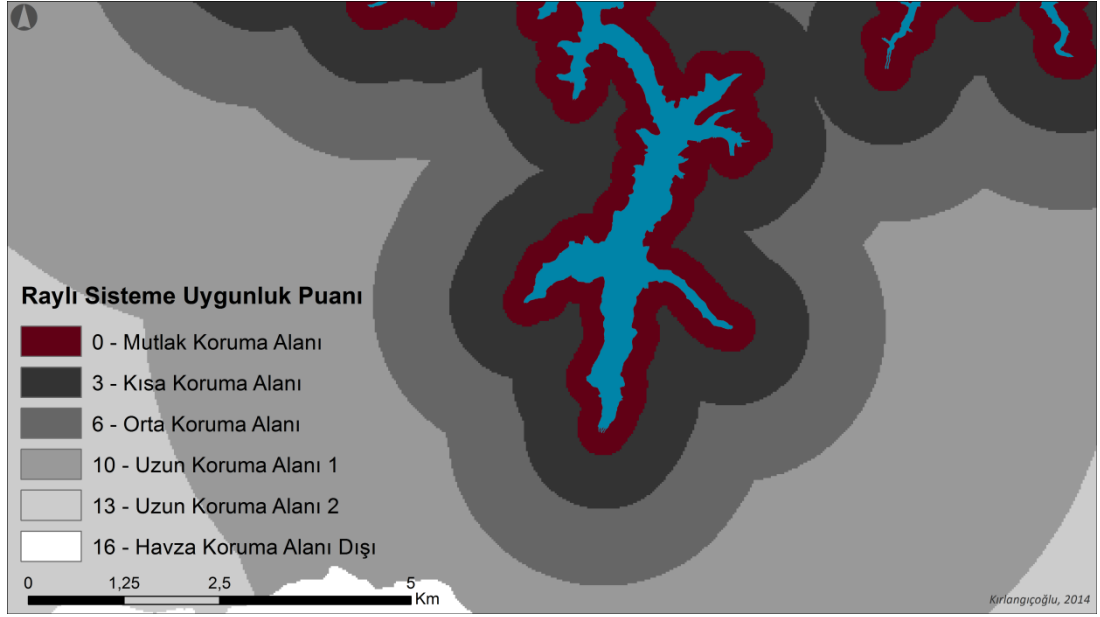 Raylı Sisteme Uygunluk Puanı
0 - Mutlak Koruma Alanı
3 - Kısa Koruma Alanı
6 - Orta Koruma Alanı
10 - Uzun Koruma Alanı 1
13 - Uzun Koruma Alanı 2
16 - Havza Koruma Alanı Dışı
0 1,25 2,5 5
Km
Kırlangıçoğlu, 2014